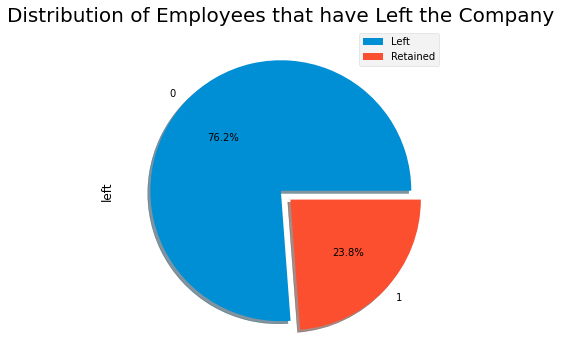 Distribution of Employees that have Left the Company
Left
Retained
0
76.2%
left
23.8%
1